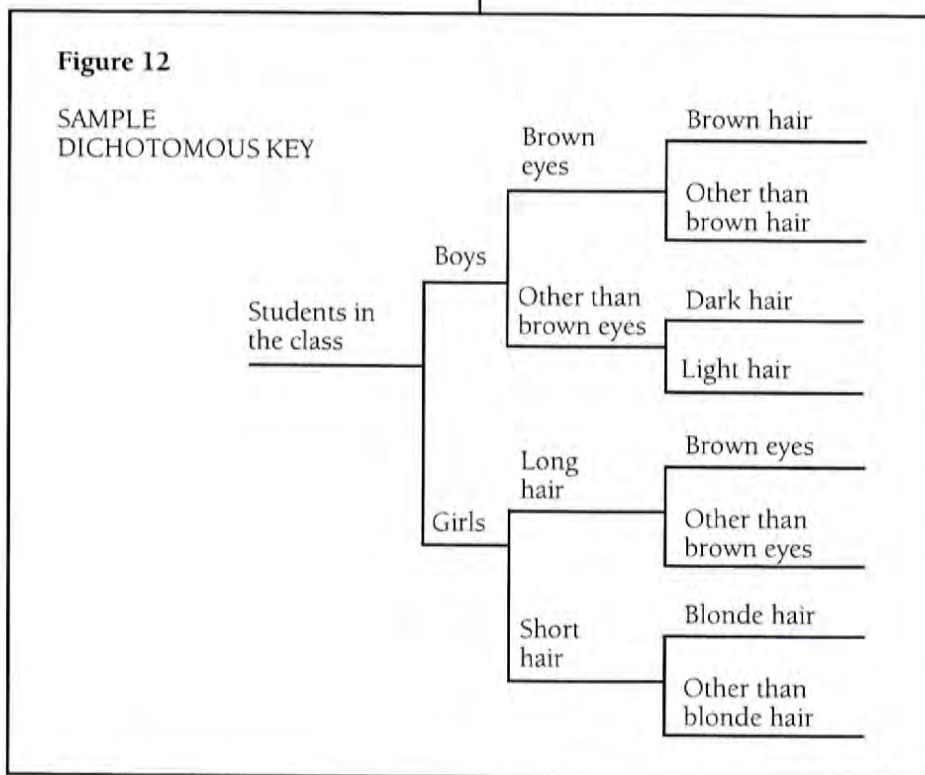 Figure 12
SAMPLE
DICHOTOMOUS KEY
Students in
the class
Boys
Brown
eyes
Brown hair
Other than
brown hair
Other than
brown eyes
Dark hair
Light hair
Girls
Long
hair
Brown eyes
Other than
brown eyes
Short
hair
Blonde hair
Other than
blonde hair